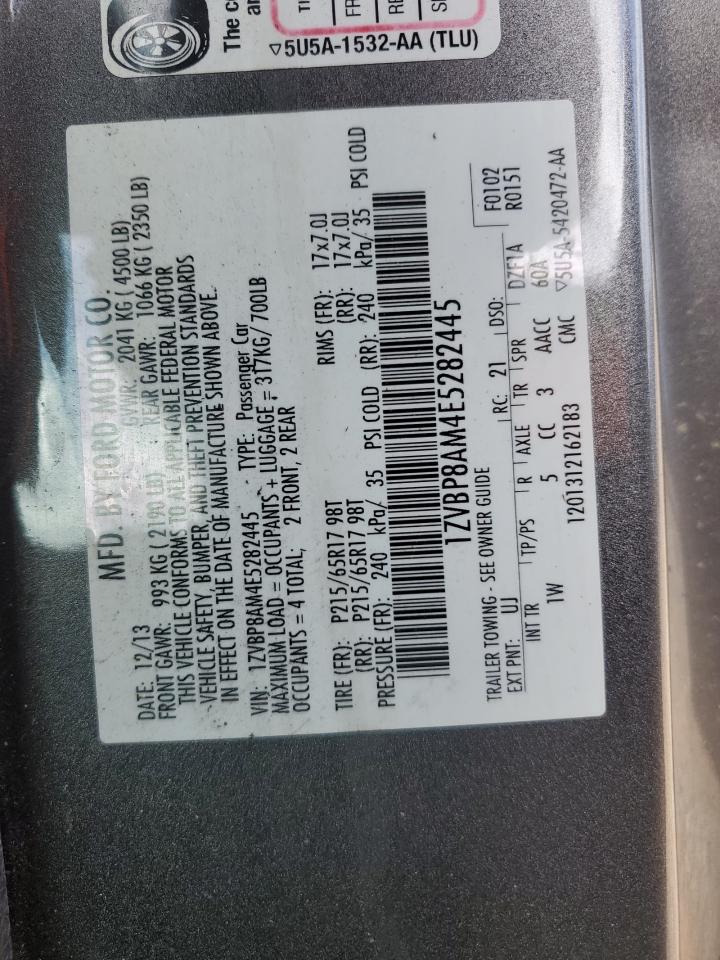 The c
an
TI
FR
RE
S
▽5U5A-1532-AA (TLU)
MFD. BY FORD MOTOR CO.
DATE: 12/13 GVWR: 2041 KG ( 4500 LB)
FRONT GAWR: 993 KG ( 2190 LB) REAR GAWR: 1066 KG ( 2350 LB)
THIS VEHICLE CONFORMS TO ALL APPLICABLE FEDERAL MOTOR
VEHICLE SAFETY, BUMPER, AND THEFT PREVENTION STANDARDS
IN EFFECT ON THE DATE OF MANUFACTURE SHOWN ABOVE.
VIN: 1ZVBP8AM4E5282445 TYPE: Passenger Car
MAXIMUM LOAD = OCCUPANTS + LUGGAGE = 317KG/ 700LB
OCCUPANTS = 4 TOTAL; 2 FRONT, 2 REAR
TIRE (FR): P215/65R17 98T RIMS (FR): 17x7.0J
(RR): P215/65R17 98T (RR): 17x7.0J
PRESSURE (FR): 240 kPa/ 35 PSI COLD (RR): 240 kPa/ 35 PSI COLD
1ZVBP8AM4E5282445
TRAILER TOWING - SEE OWNER GUIDE F0102
EXT PNT: UJ RC: 21 DSO: R0151
INT TR TP/PS R AXLE TR SPR DZF1A
1W 5 CC 3 AACC 60A
1201312162183 CMC ▽5U5A-5420472-AA